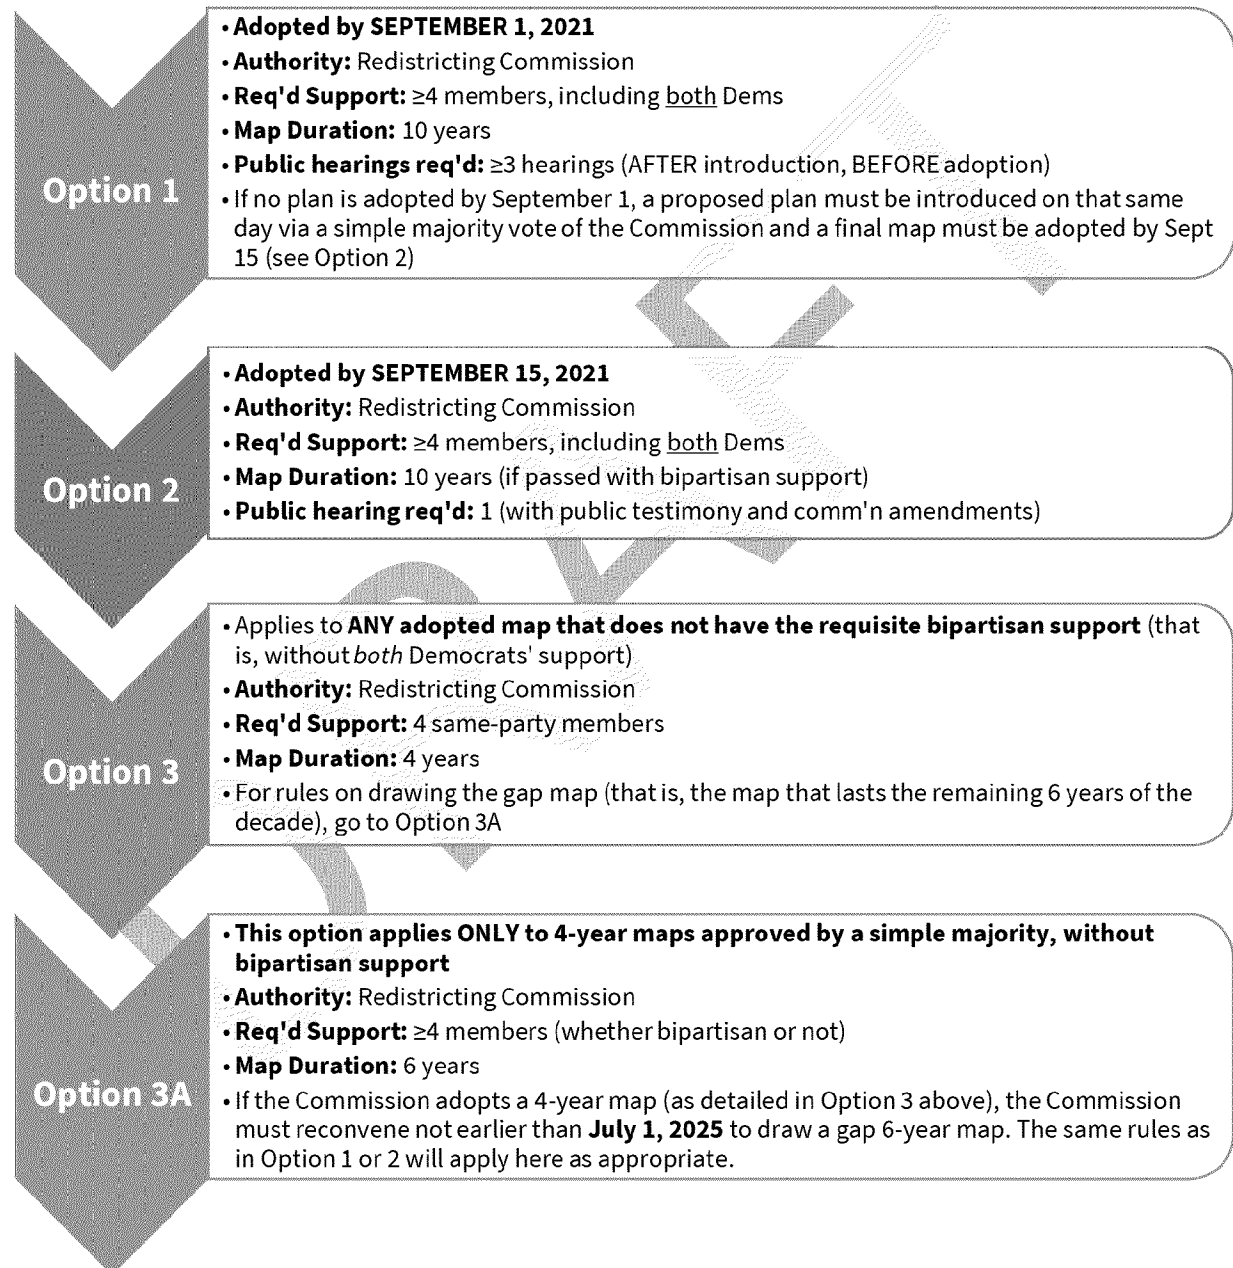 Option 1
• Adopted by SEPTEMBER 1, 2021
• Authority: Redistricting Commission
• Req'd Support: ≥4 members, including both Dems
• Map Duration: 10 years
• Public hearings req'd: ≥3 hearings (AFTER introduction, BEFORE adoption)
• If no plan is adopted by September 1, a proposed plan must be introduced on that same
day via a simple majority vote of the Commission and a final map must be adopted by Sept
15 (see Option 2)
Option 2
• Adopted by SEPTEMBER 15, 2021
• Authority: Redistricting Commission
• Req'd Support: ≥4 members, including both Dems
• Map Duration: 10 years (if passed with bipartisan support)
• Public hearing req'd: 1 (with public testimony and comm'n amendments)
Option 3
• Applies to ANY adopted map that does not have the requisite bipartisan support (that
is, without both Democrats' support)
• Authority: Redistricting Commission
• Req'd Support: 4 same-party members
• Map Duration: 4 years
• For rules on drawing the gap map (that is, the map that lasts the remaining 6 years of the
decade), go to Option 3A
Option 3A
• This option applies ONLY to 4-year maps approved by a simple majority, without
bipartisan support
• Authority: Redistricting Commission
• Req'd Support: ≥4 members (whether bipartisan or not)
• Map Duration: 6 years
• If the Commission adopts a 4-year map (as detailed in Option 3 above), the Commission
must reconvene not earlier than July 1, 2025 to draw a gap 6-year map. The same rules as
in Option 1 or 2 will apply here as appropriate.
DRAFT